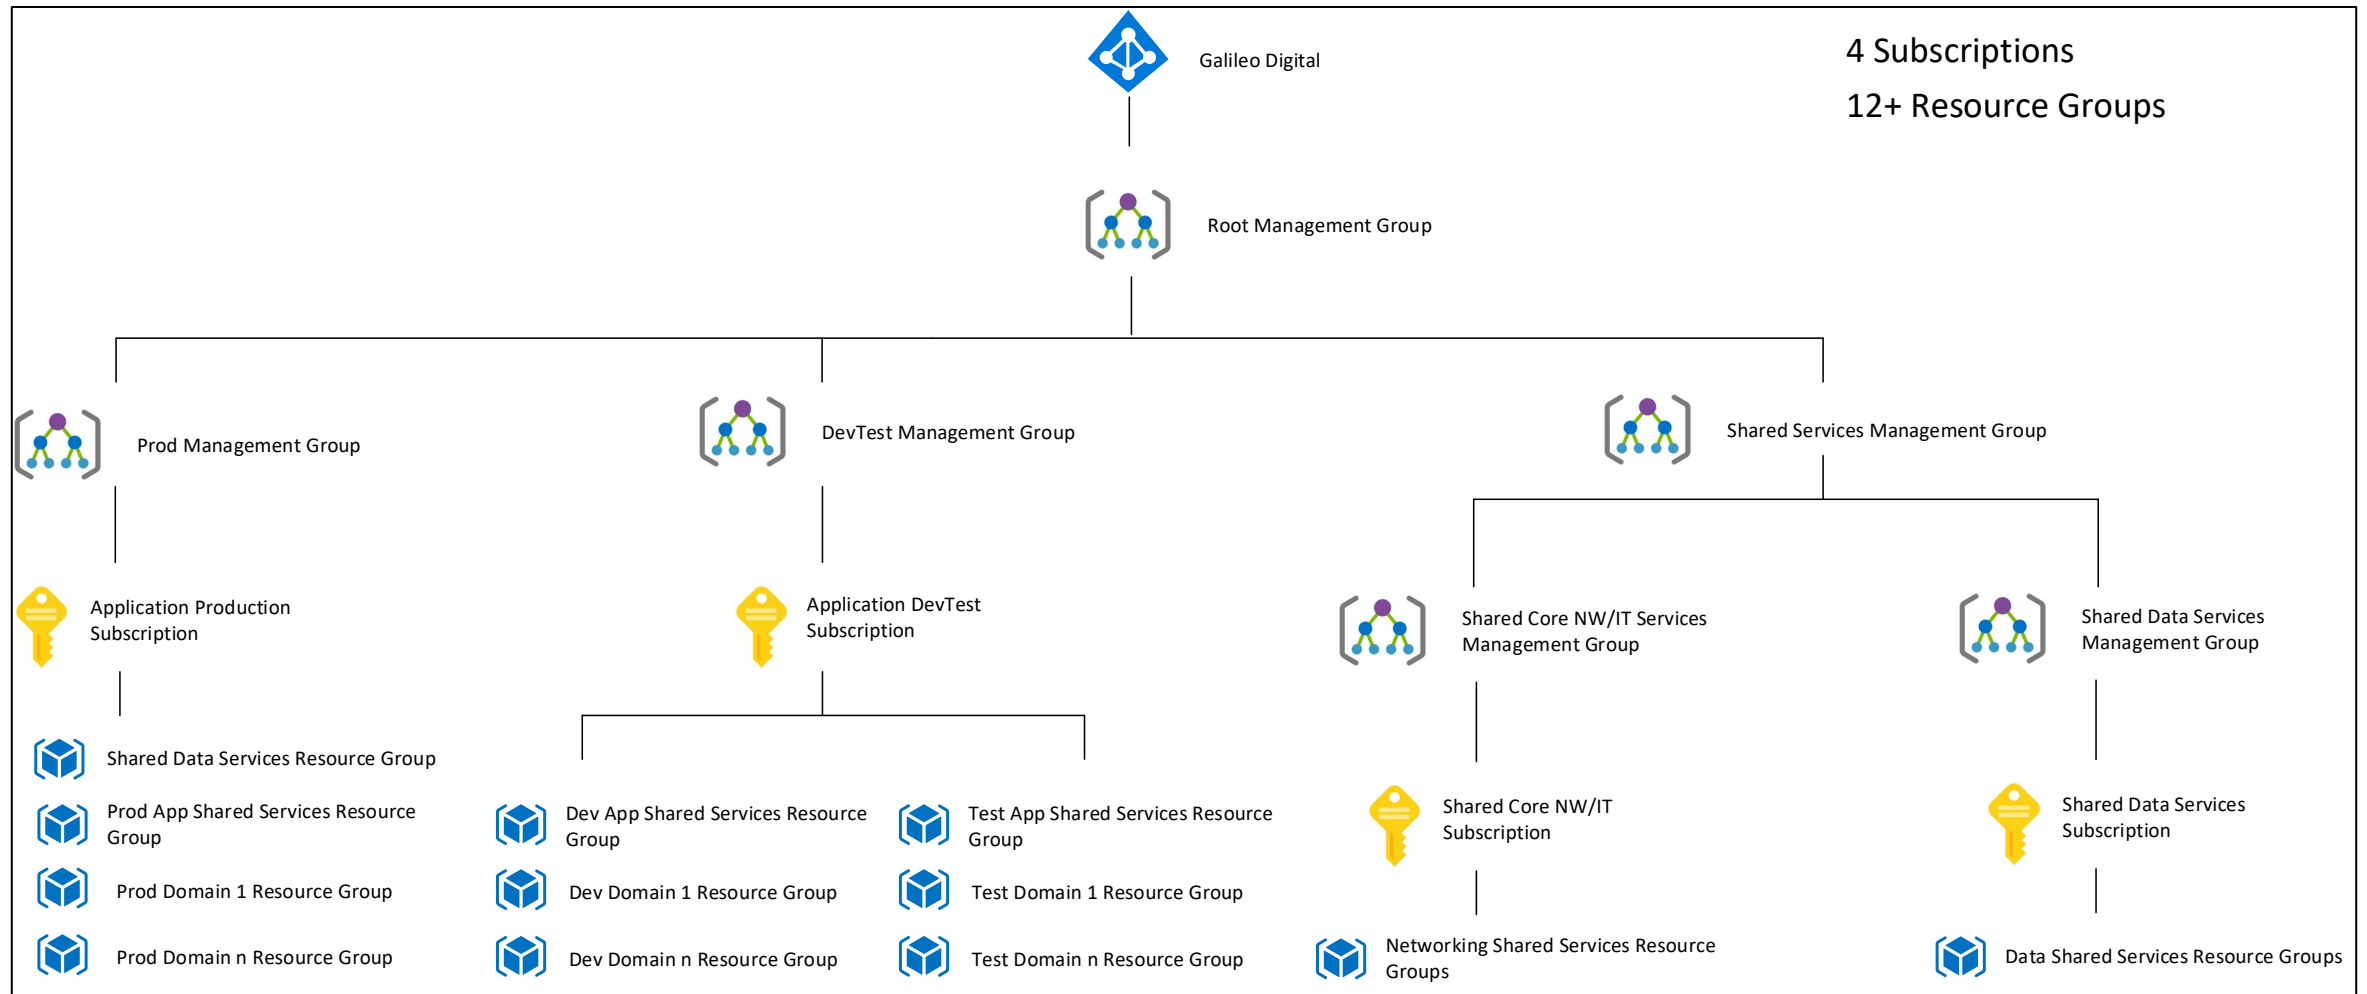 Galileo Digital
4 Subscriptions
12+ Resource Groups
Root Management Group
Prod Management Group
DevTest Management Group
Shared Services Management Group
Application Production
Subscription
Application DevTest
Subscription
Shared Core NW/IT Services
Management Group
Shared Data Services
Management Group
Shared Data Services Resource Group
Prod App Shared Services Resource
Group
Prod Domain 1 Resource Group
Prod Domain n Resource Group
Dev App Shared Services Resource
Group
Dev Domain 1 Resource Group
Dev Domain n Resource Group
Test App Shared Services Resource
Group
Test Domain 1 Resource Group
Test Domain n Resource Group
Shared Core NW/IT
Subscription
Networking Shared Services Resource
Groups
Shared Data Services
Subscription
Data Shared Services Resource Groups